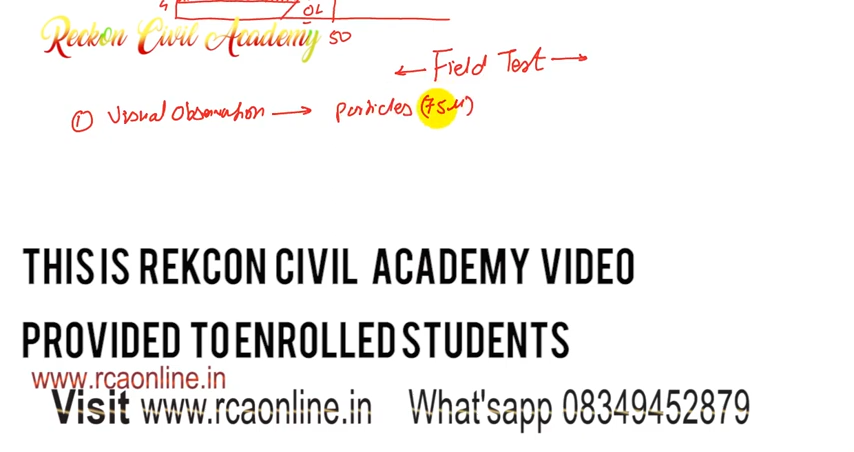 4
OL
Reckon Civil Academy 50
← Field Test →
① Visual Observation → Particles (75μ)
THIS IS REKCON CIVIL ACADEMY VIDEO
PROVIDED TO ENROLLED STUDENTS
www.rcaonline.in
Visit www.rcaonline.in What'sapp 08349452879